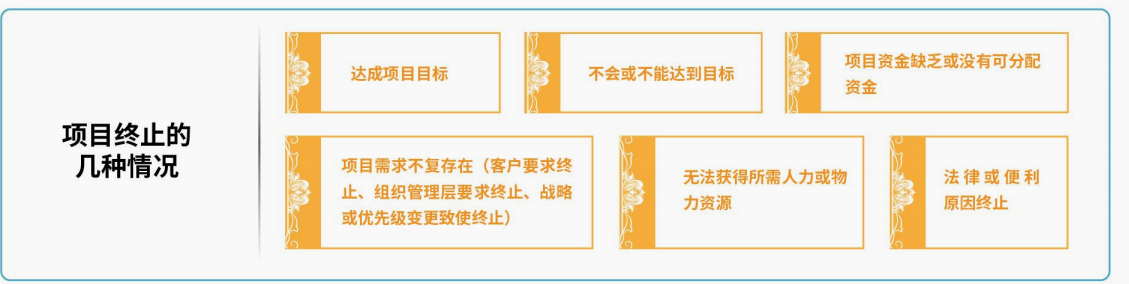 项目终止的
几种情况
达成项目目标
不会或不能达到目标
项目资金缺乏或没有可分配
资金
项目需求不复存在（客户要求终
止、组织管理层要求终止、战略
或优先级变更致使终止）
无法获得所需人力或物
力资源
法律或便利
原因终止